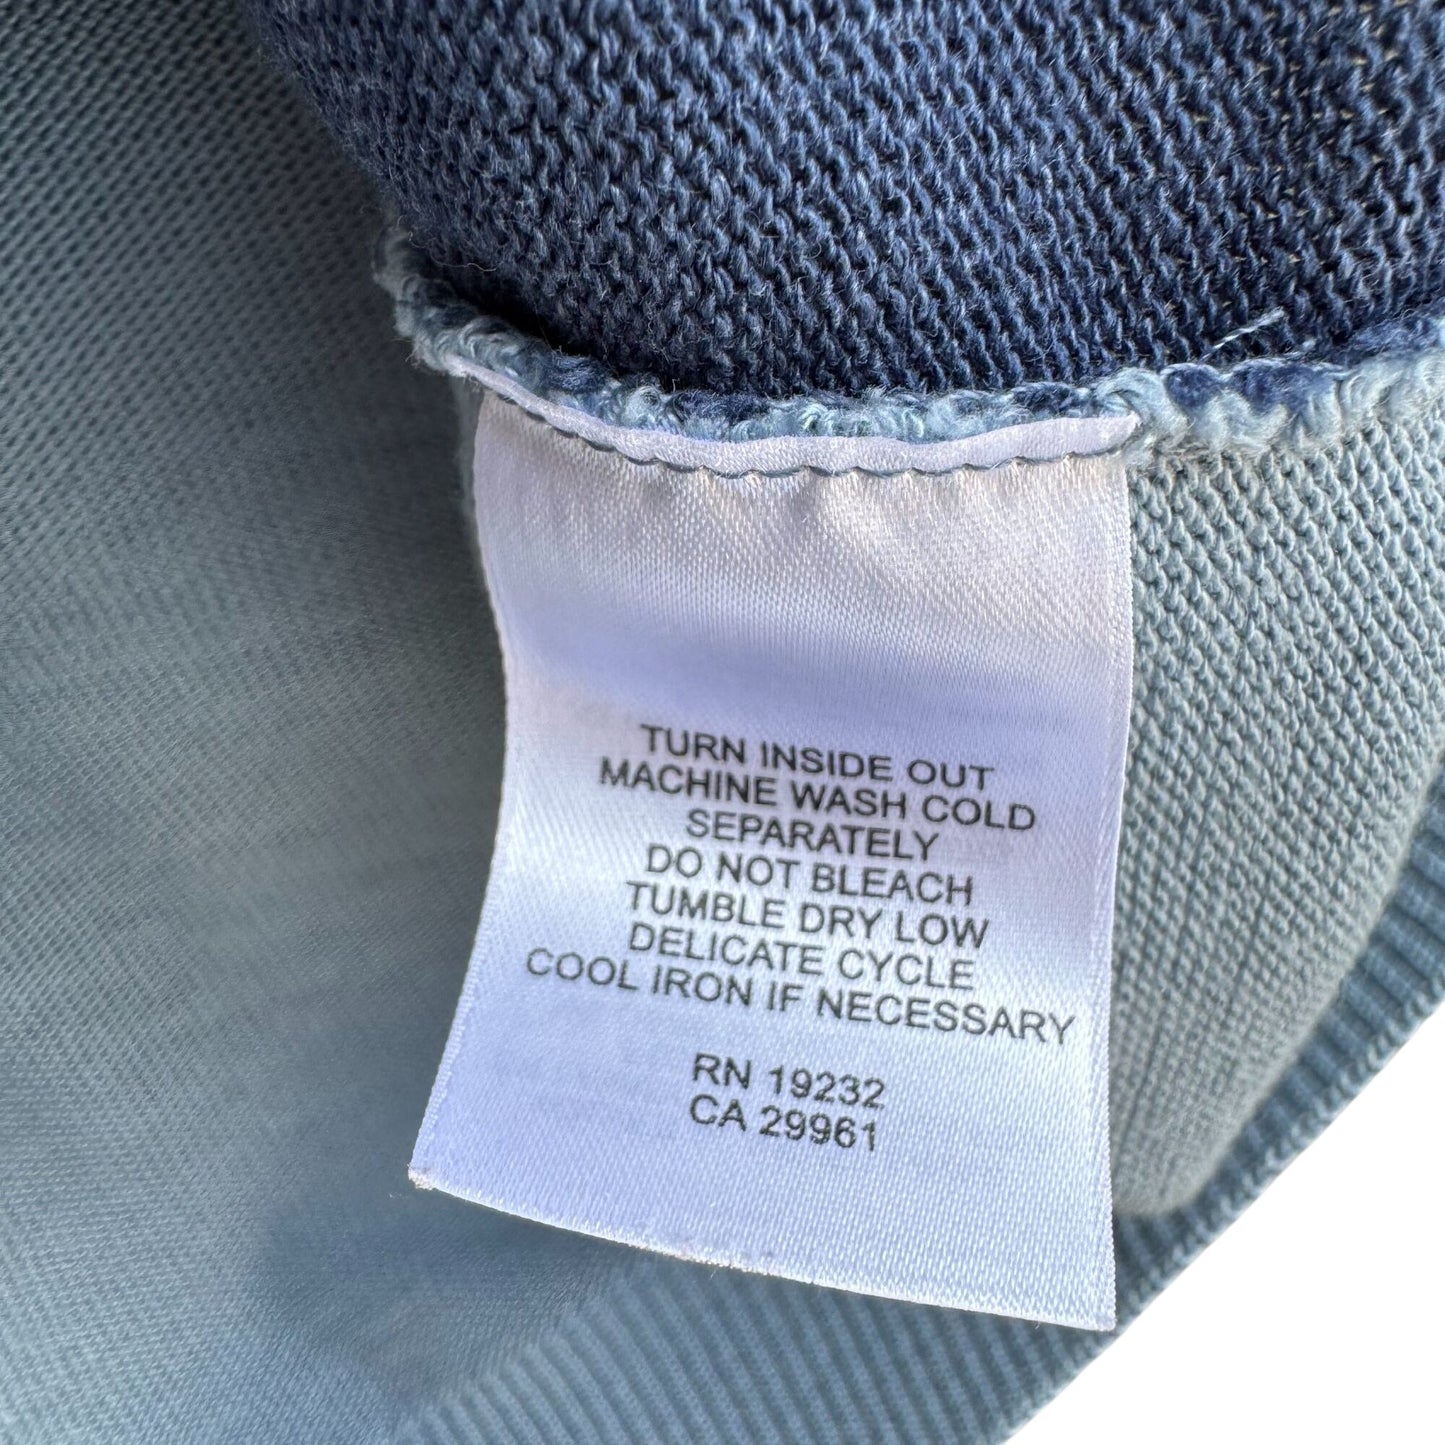 TURN INSIDE OUT
MACHINE WASH COLD
SEPARATELY
DO NOT BLEACH
TUMBLE DRY LOW
DELICATE CYCLE
COOL IRON IF NECESSARY
RN 19232
CA 29961